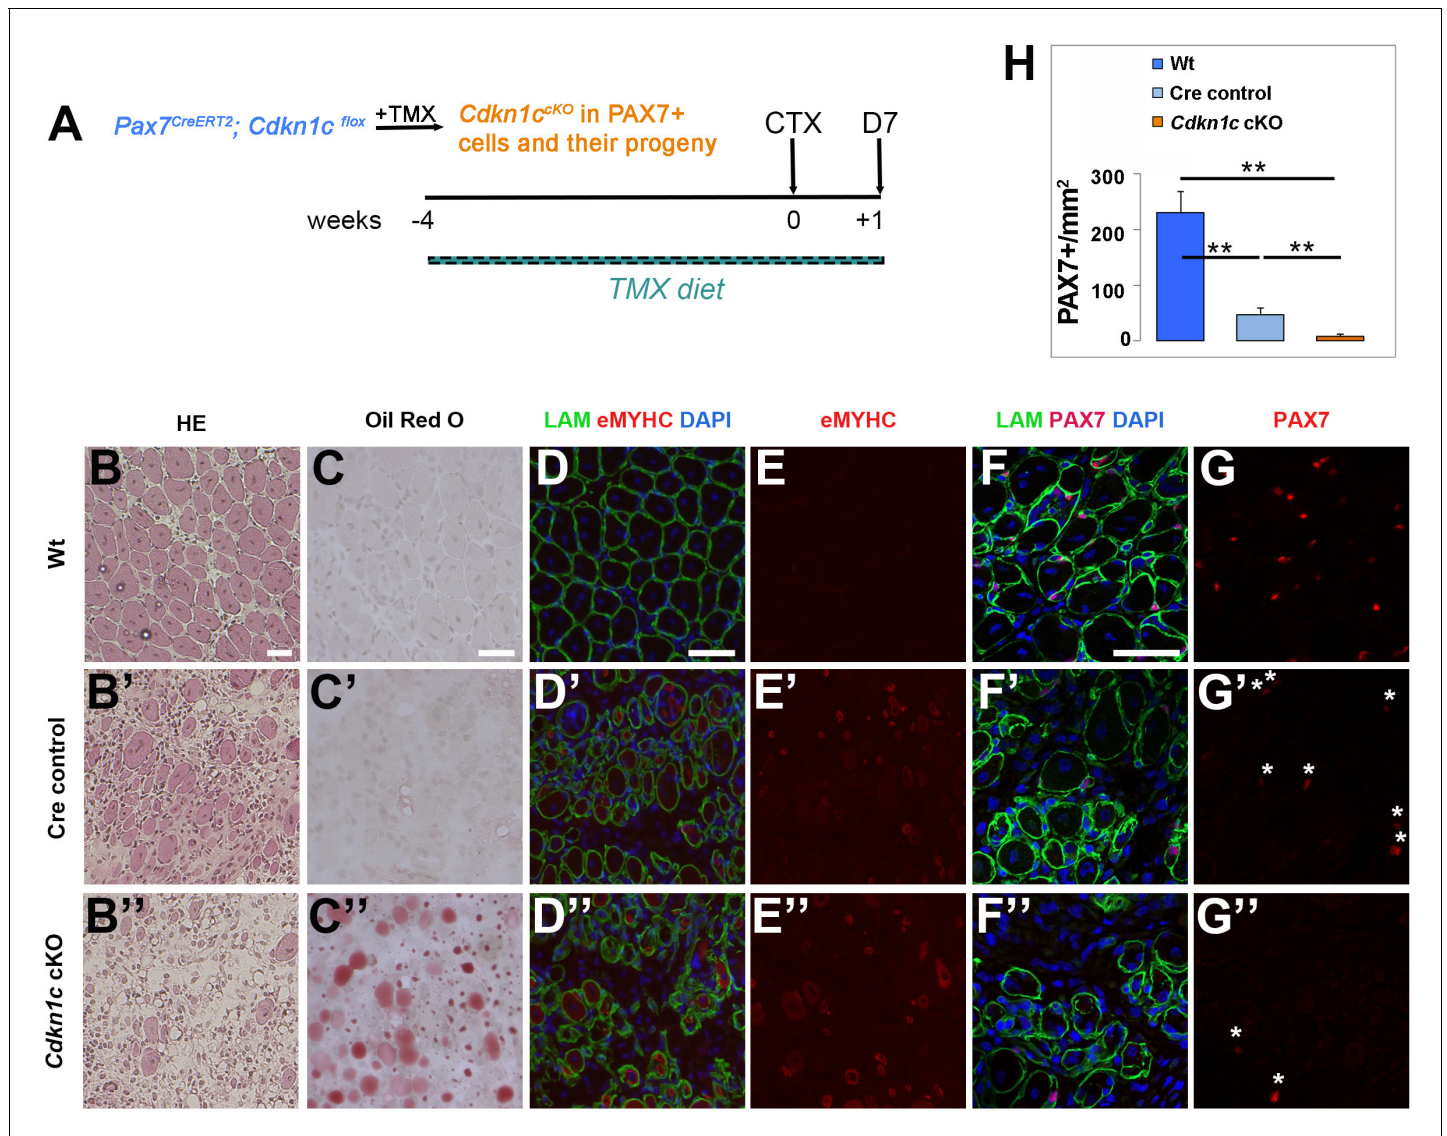 A
Pax7CreERT2; Cdkn1c flox
+TMX
Cdkn1ccKO in PAX7+
cells and their progeny
CTX D7
weeks -4 0 +1
TMX diet
H
Wt
Cre control
Cdkn1c cKO
PAX7+/mm2
300
200
100
0
**
** **
HE Oil Red O LAM eMYHC DAPI eMYHC LAM PAX7 DAPI PAX7
Wt
B C D E F G
Cre control
B’ C’ D’ E’ F’ G’
* *
*
* *
*
*
Cdkn1c cKO
B’’ C’’ D’’ E’’ F’’ G’’
*
*